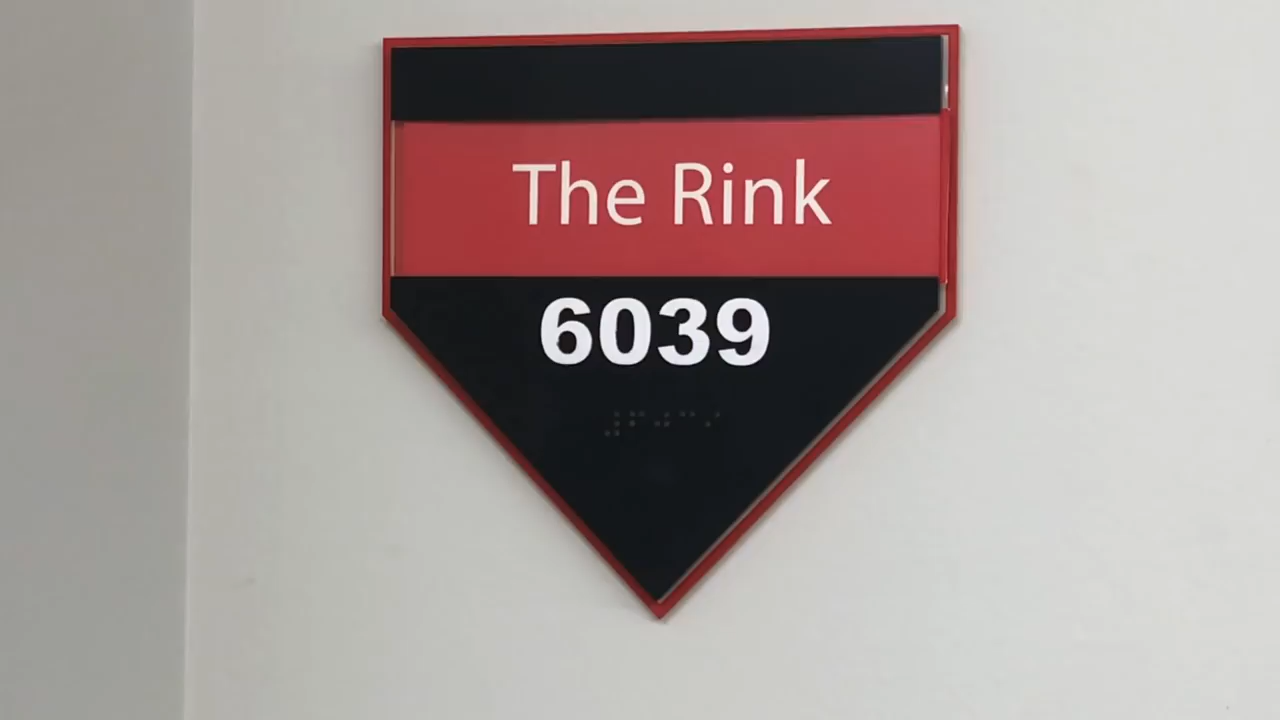 The Rink
6039
⠼⠋⠚⠉⠊